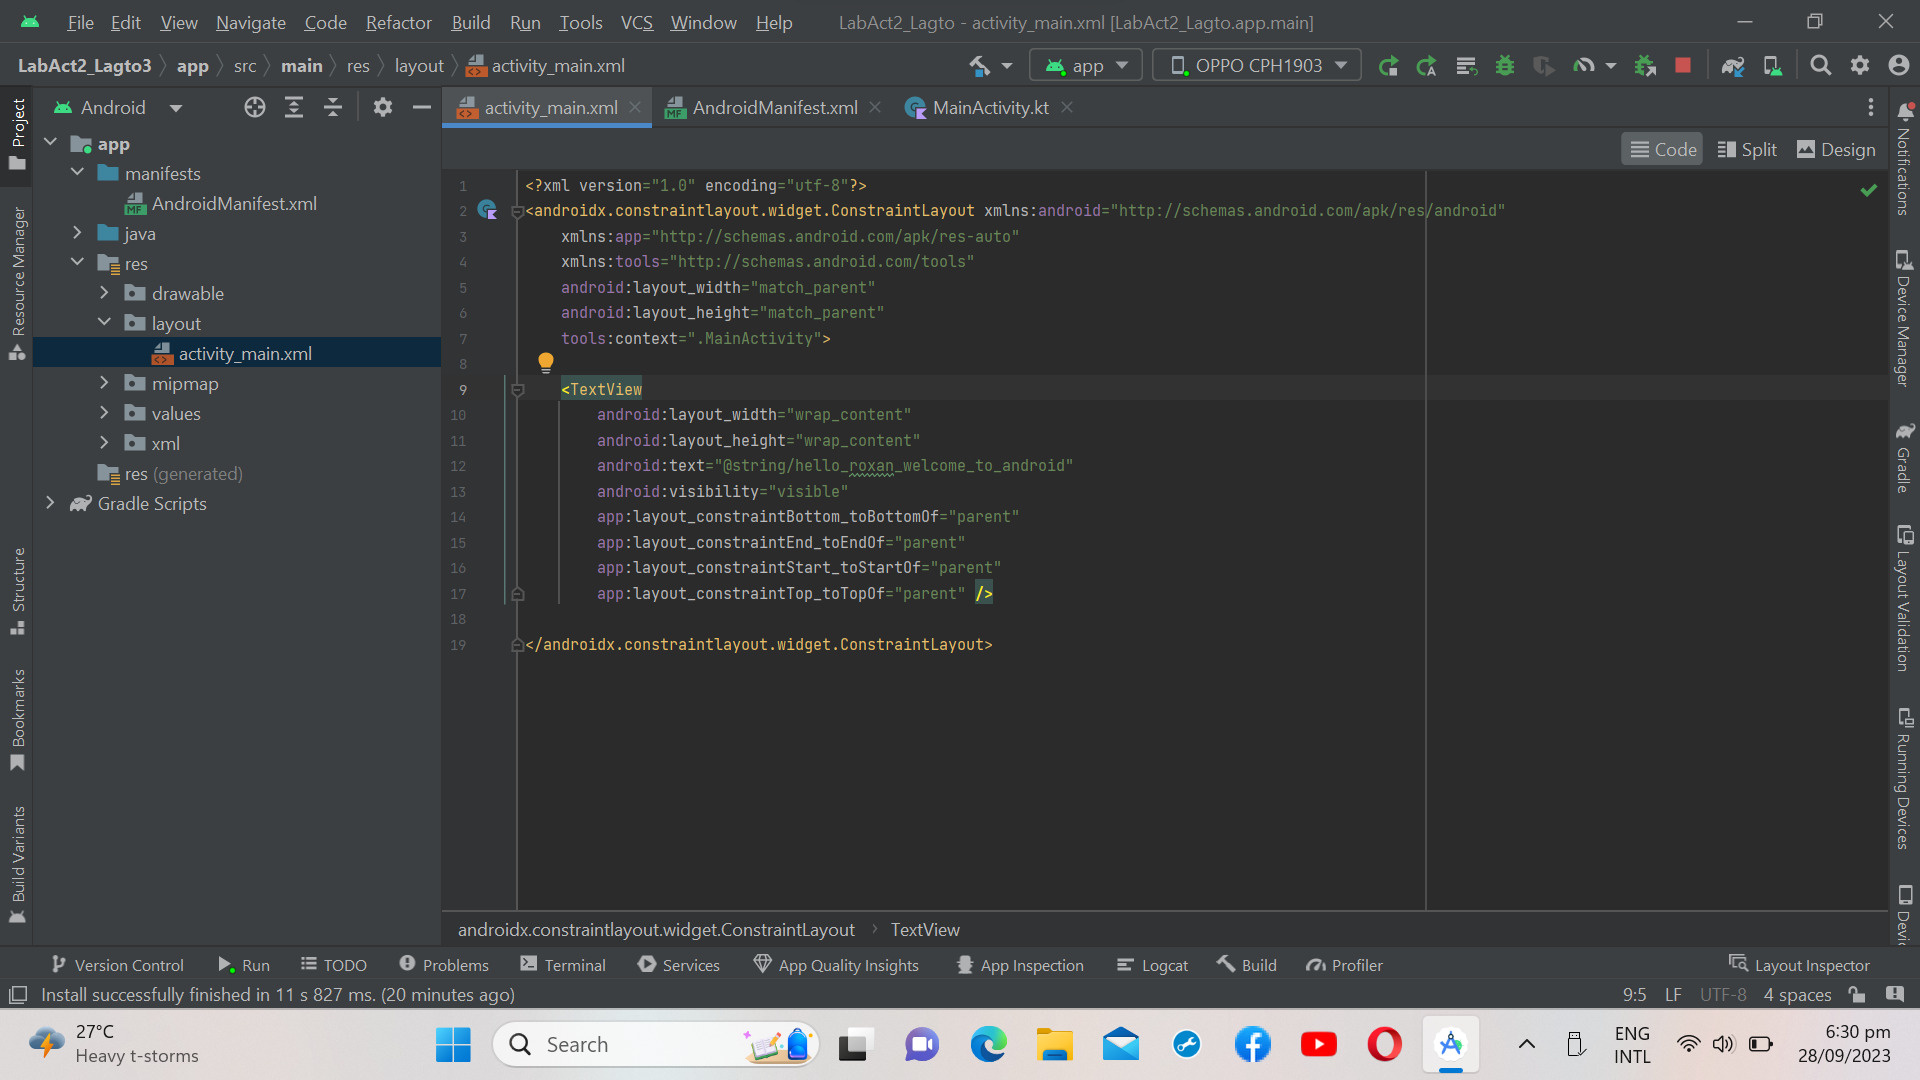 File Edit View Navigate Code Refactor Build Run Tools VCS Window Help LabAct2_Lagto - activity_main.xml [LabAct2_Lagto.app.main]
LabAct2_Lagto3 app src main res layout activity_main.xml app OPPO CPH1903
Android activity_main.xml AndroidManifest.xml MainActivity.kt
Code Split Design
Project
Resource Manager
Structure
Bookmarks
Build Variants
app
manifests
AndroidManifest.xml
java
res
drawable
layout
activity_main.xml
mipmap
values
xml
res (generated)
Gradle Scripts
1 <?xml version="1.0" encoding="utf-8"?>
2 <androidx.constraintlayout.widget.ConstraintLayout xmlns:android="http://schemas.android.com/apk/res/android"
3 xmlns:app="http://schemas.android.com/apk/res-auto"
4 xmlns:tools="http://schemas.android.com/tools"
5 android:layout_width="match_parent"
6 android:layout_height="match_parent"
7 tools:context=".MainActivity">
8
9 <TextView
10 android:layout_width="wrap_content"
11 android:layout_height="wrap_content"
12 android:text="@string/hello_roxan_welcome_to_android"
13 android:visibility="visible"
14 app:layout_constraintBottom_toBottomOf="parent"
15 app:layout_constraintEnd_toEndOf="parent"
16 app:layout_constraintStart_toStartOf="parent"
17 app:layout_constraintTop_toTopOf="parent" />
18
19 </androidx.constraintlayout.widget.ConstraintLayout>
Notifications
Device Manager
Gradle
Layout Validation
Running Devices
androidx.constraintlayout.widget.ConstraintLayout TextView
Version Control Run TODO Problems Terminal Services App Quality Insights App Inspection Logcat Build Profiler Layout Inspector
Install successfully finished in 11 s 827 ms. (20 minutes ago) 9:5 LF UTF-8 4 spaces
27°C
Heavy t-storms
Search
ENG
INTL
6:30 pm
28/09/2023